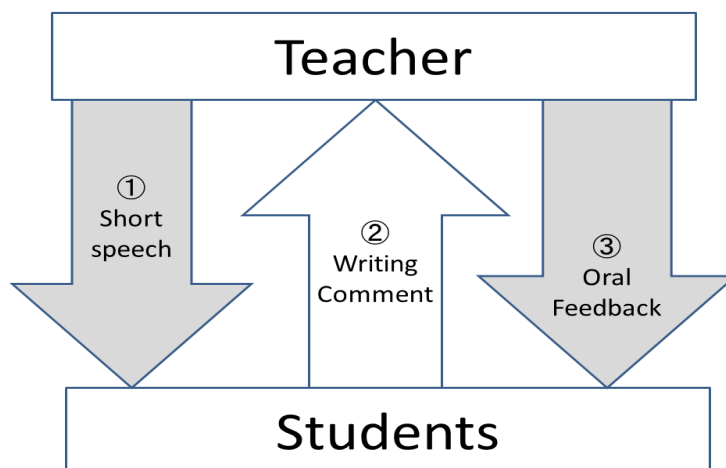 Teacher
①
Short
speech
②
Writing
Comment
③
Oral
Feedback
Students